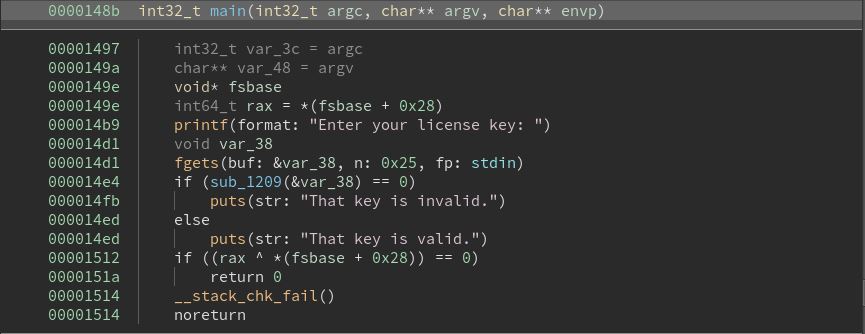 0000148b  int32_t main(int32_t argc, char** argv, char** envp)
00001497      int32_t var_3c = argc
0000149a      char** var_48 = argv
0000149e      void* fsbase
0000149e      int64_t rax = *(fsbase + 0x28)
000014b9      printf(format: "Enter your license key: ")
000014d1      void var_38
000014d1      fgets(buf: &var_38, n: 0x25, fp: stdin)
000014e4      if (sub_1209(&var_38) == 0)
000014fb          puts(str: "That key is invalid.")
000014ed      else
000014ed          puts(str: "That key is valid.")
00001512      if ((rax ^ *(fsbase + 0x28)) == 0)
0000151a          return 0
00001514      __stack_chk_fail()
00001514      noreturn